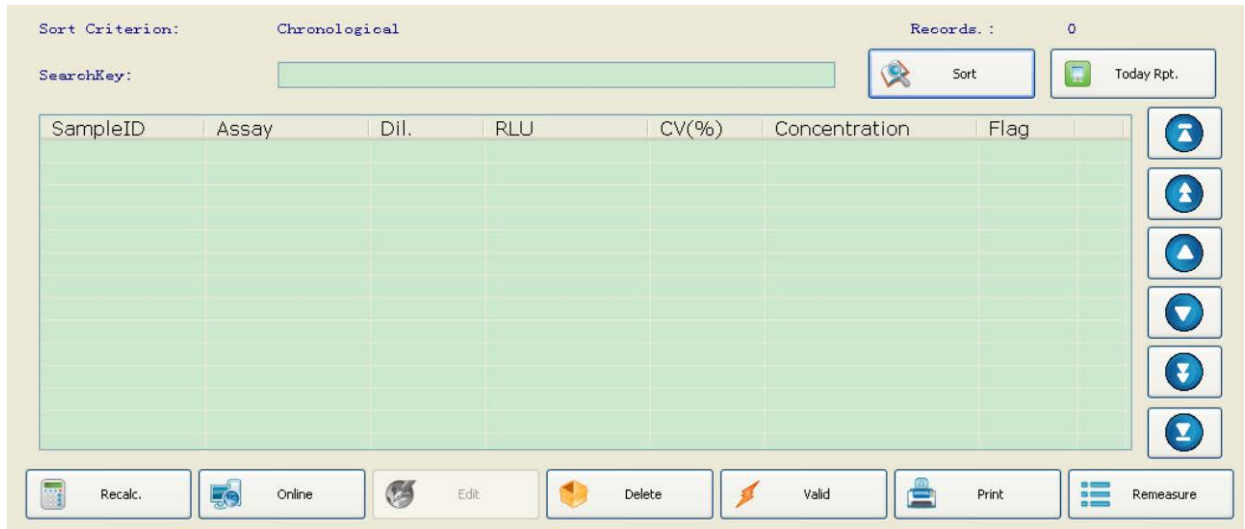 Sort Criterion: Chronological Records.: 0
SearchKey: Sort Today Rpt.
SampleID Assay Dil. RLU CV(%) Concentration Flag
Recalc. Online Edit Delete Valid Print Remeasure